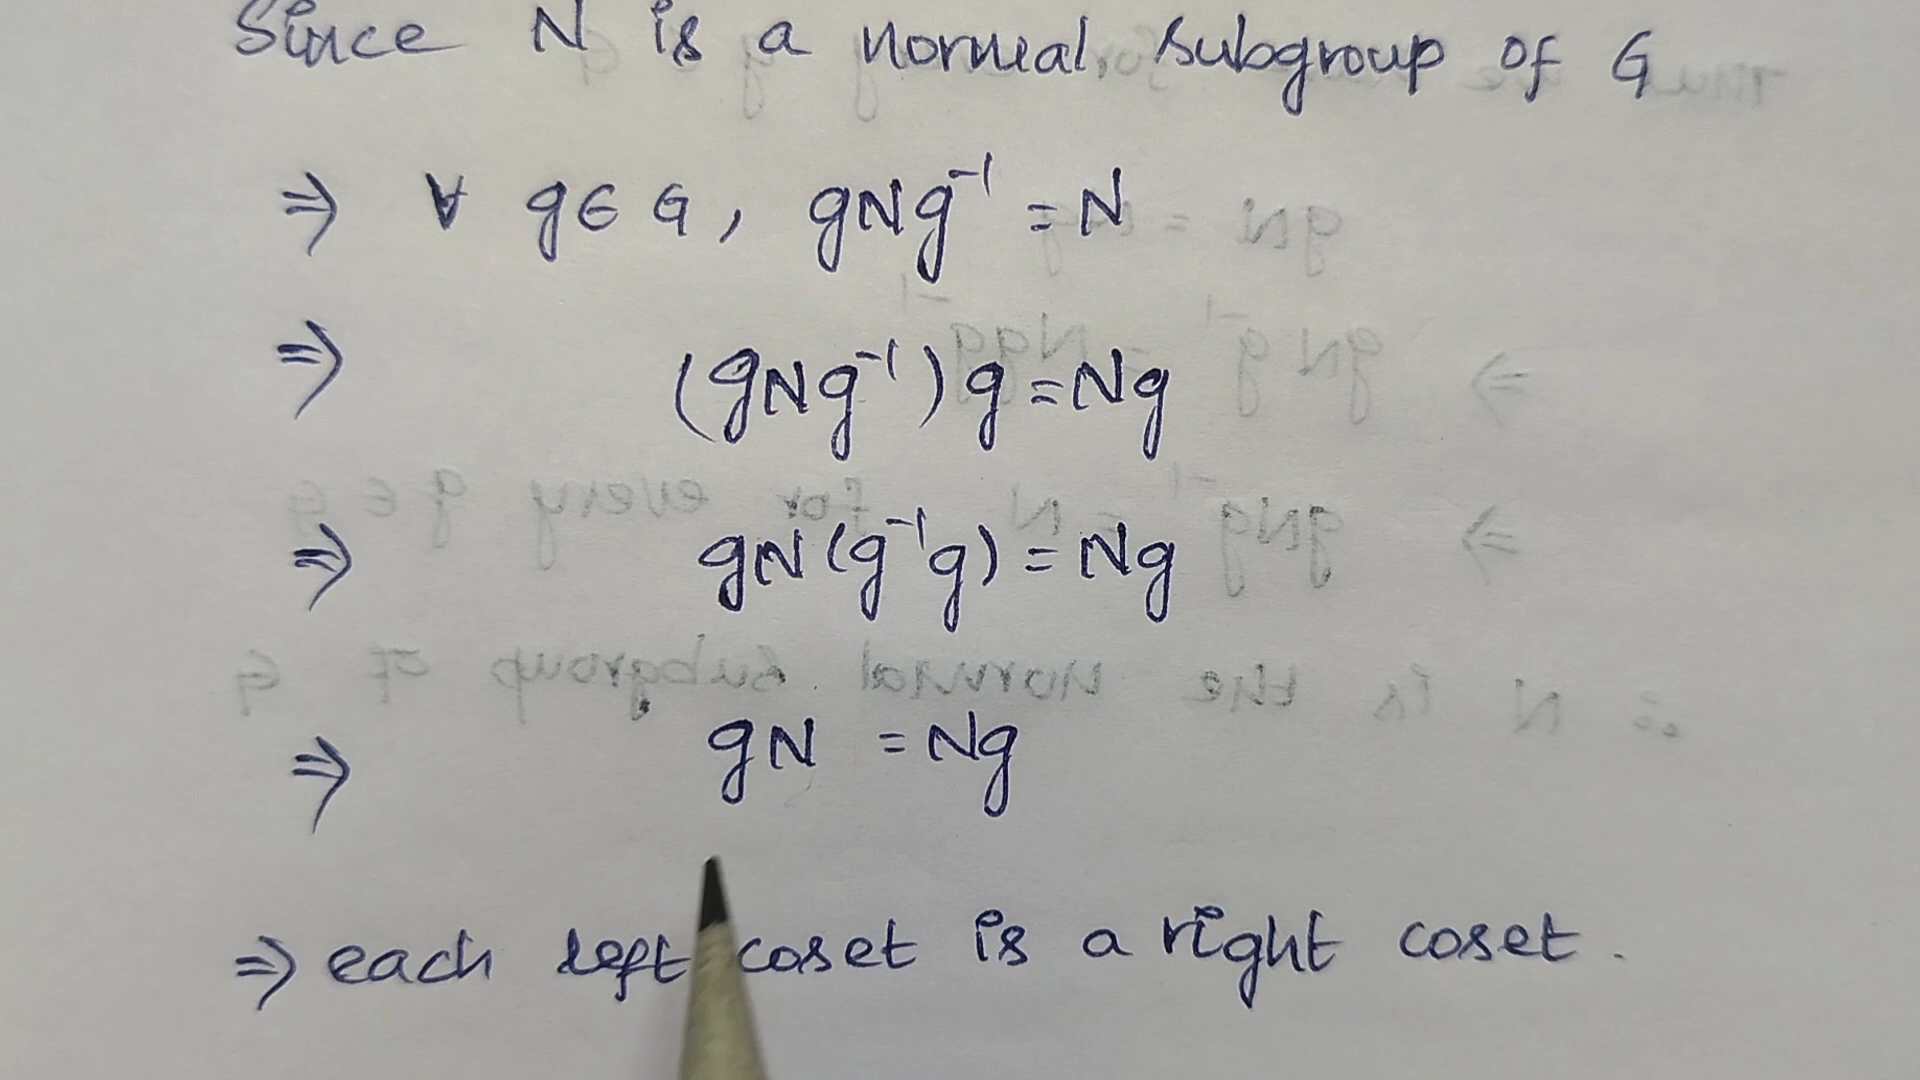 Since N is a normal subgroup of G
⇒ ∀ g∈G, gNg⁻¹ = N
⇒ (gNg⁻¹)g = Ng
⇒ gN(g⁻¹g) = Ng
⇒ gN = Ng
⇒ each left coset is a right coset.